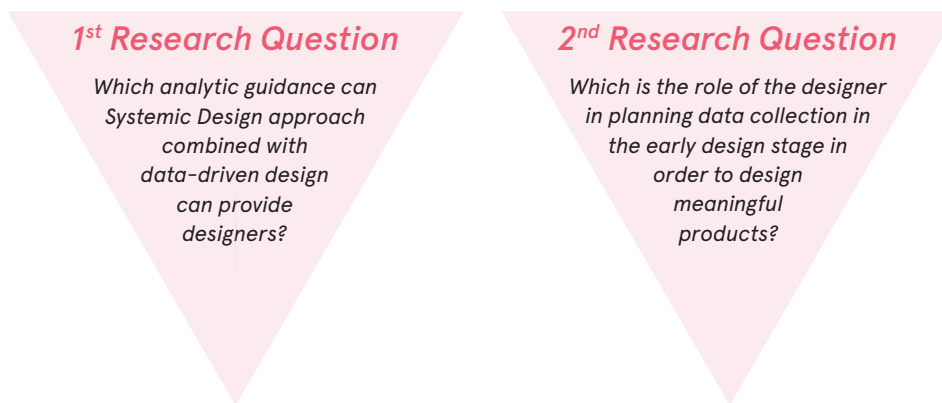 1st Research Question
Which analytic guidance can
Systemic Design approach
combined with
data-driven design
can provide
designers?
2nd Research Question
Which is the role of the designer
in planning data collection in
the early design stage in
order to design
meaningful
products?